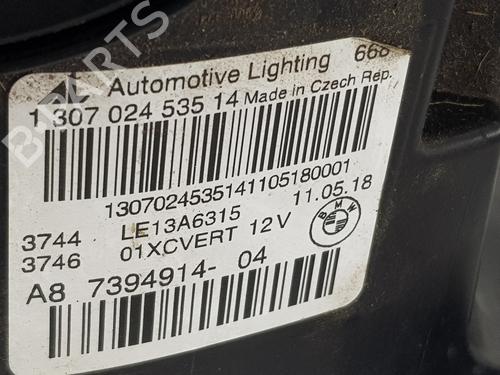 Automotive Lighting 668
1 307 024 535 14 Made in Czech Rep.
1307024535141105180001
3744 LE13A6315 11.05.18
3746 01XCVERT 12V
BMW
A8 7394914- 04
B-PARTS